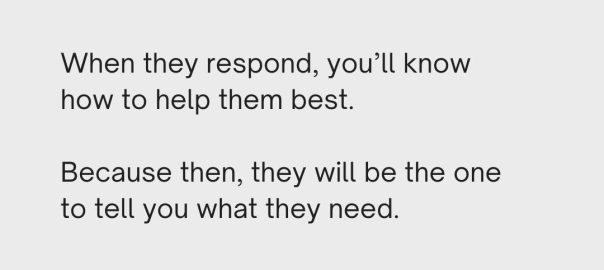 When they respond, you’ll know
how to help them best.
Because then, they will be the one
to tell you what they need.